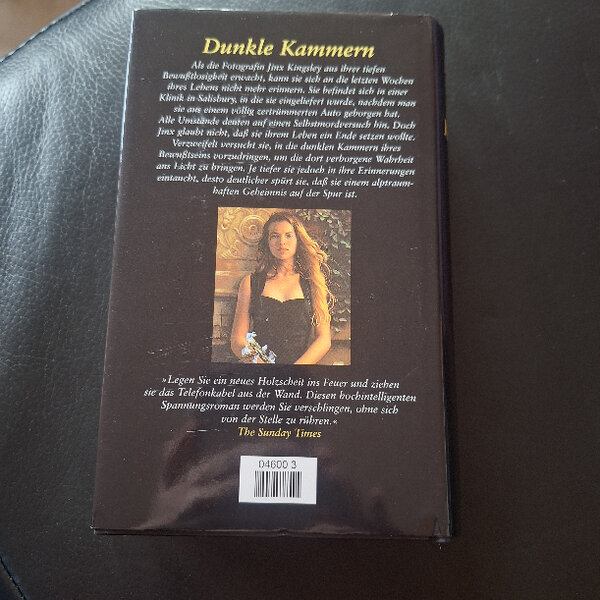 Dunkle Kammern
Als die Fotografin Jinx Kingsley aus ihrer tiefen
Bewußtlosigkeit erwacht, kann sie sich an die letzten Wochen
ihres Lebens nicht mehr erinnern. Sie befindet sich in einer
Klinik in Salisbury, in die sie eingeliefert wurde, nachdem man
sie aus einem völlig zertrümmerten Auto geborgen hat.
Alle Umstände deuten auf einen Selbstmordversuch hin. Doch
Jinx glaubt nicht, daß sie ihrem Leben ein Ende setzen wollte.
Verzweifelt versucht sie, in die dunklen Kammern ihres
Bewußtseins vorzudringen, um die dort verborgene Wahrheit
ans Licht zu bringen. Je tiefer sie jedoch in ihre Erinnerungen
eintaucht, desto deutlicher spürt sie, daß sie einem alptraum-
haften Geheimnis auf der Spur ist.
»Legen Sie ein neues Holzscheit ins Feuer und ziehen
sie das Telefonkabel aus der Wand. Diesen hochintelligenten
Spannungsroman werden Sie verschlingen, ohne sich
von der Stelle zu rühren.«
The Sunday Times
04600 3